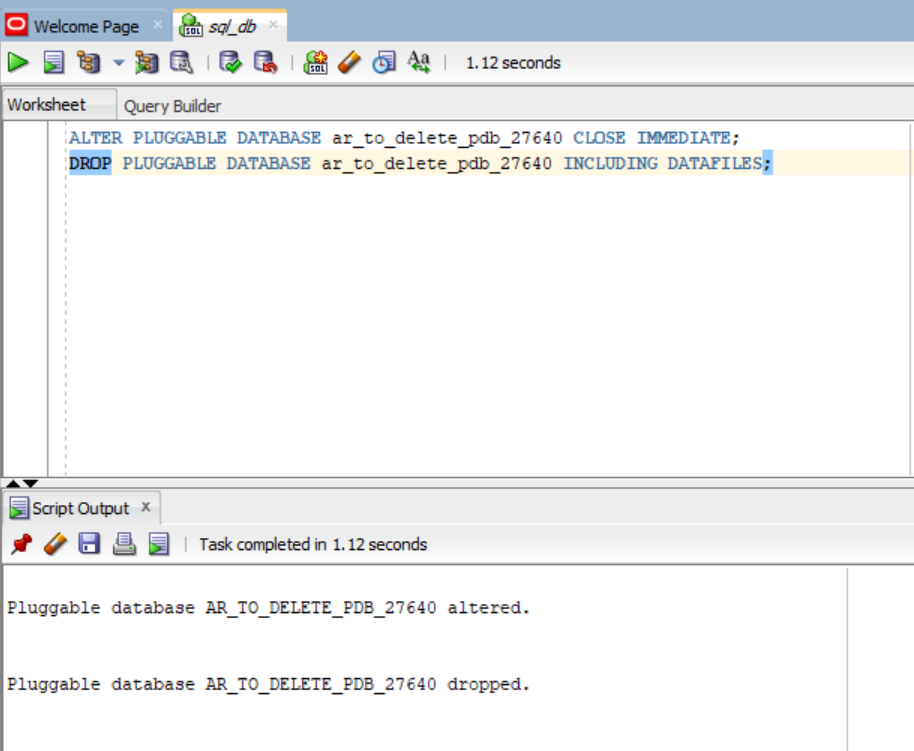 Welcome Page
sql_db
1.12 seconds
Worksheet
Query Builder
ALTER PLUGGABLE DATABASE ar_to_delete_pdb_27640 CLOSE IMMEDIATE;
DROP PLUGGABLE DATABASE ar_to_delete_pdb_27640 INCLUDING DATAFILES;
Script Output x
Task completed in 1.12 seconds
Pluggable database AR_TO_DELETE_PDB_27640 altered.
Pluggable database AR_TO_DELETE_PDB_27640 dropped.